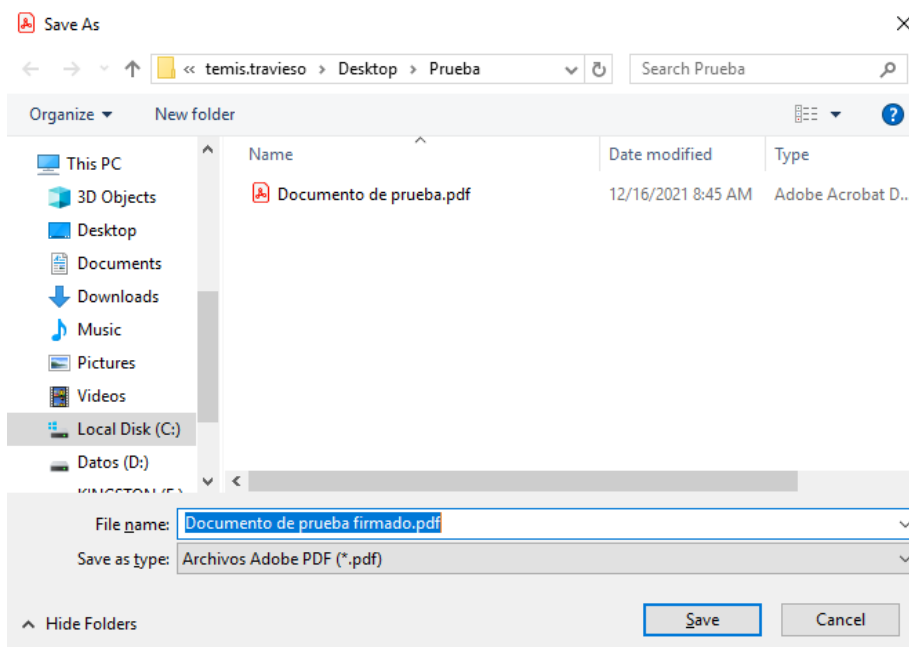 Save As
« temis.travieso › Desktop › Prueba
Search Prueba
Organize
New folder
?
This PC
3D Objects
Desktop
Documents
Downloads
Music
Pictures
Videos
Local Disk (C:)
Datos (D:)
Name
Date modified
Type
Documento de prueba.pdf
12/16/2021 8:45 AM
Adobe Acrobat D...
File name:
Documento de prueba firmado.pdf
Save as type:
Archivos Adobe PDF (*.pdf)
Hide Folders
Save
Cancel